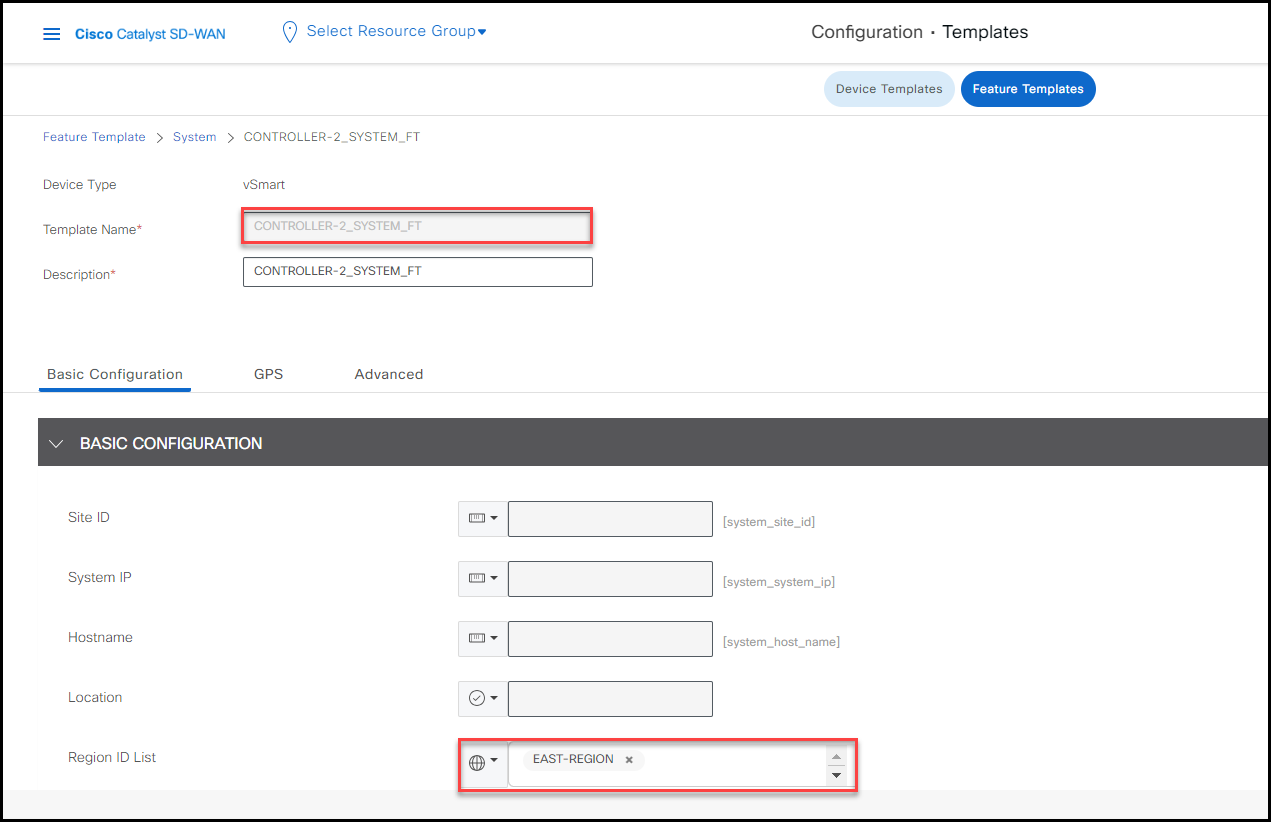 Cisco Catalyst SD-WAN Select Resource Group Configuration · Templates
Device Templates Feature Templates
Feature Template > System > CONTROLLER-2_SYSTEM_FT
Device Type vSmart
Template Name* CONTROLLER-2_SYSTEM_FT
Description* CONTROLLER-2_SYSTEM_FT
Basic Configuration GPS Advanced
BASIC CONFIGURATION
Site ID [system_site_id]
System IP [system_system_ip]
Hostname [system_host_name]
Location
Region ID List EAST-REGION